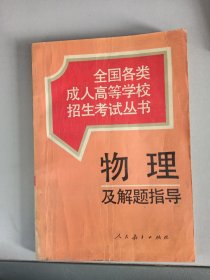 全国各类
成人高等学校
招生考试丛书
物理
及解题指导
人民教育出版社